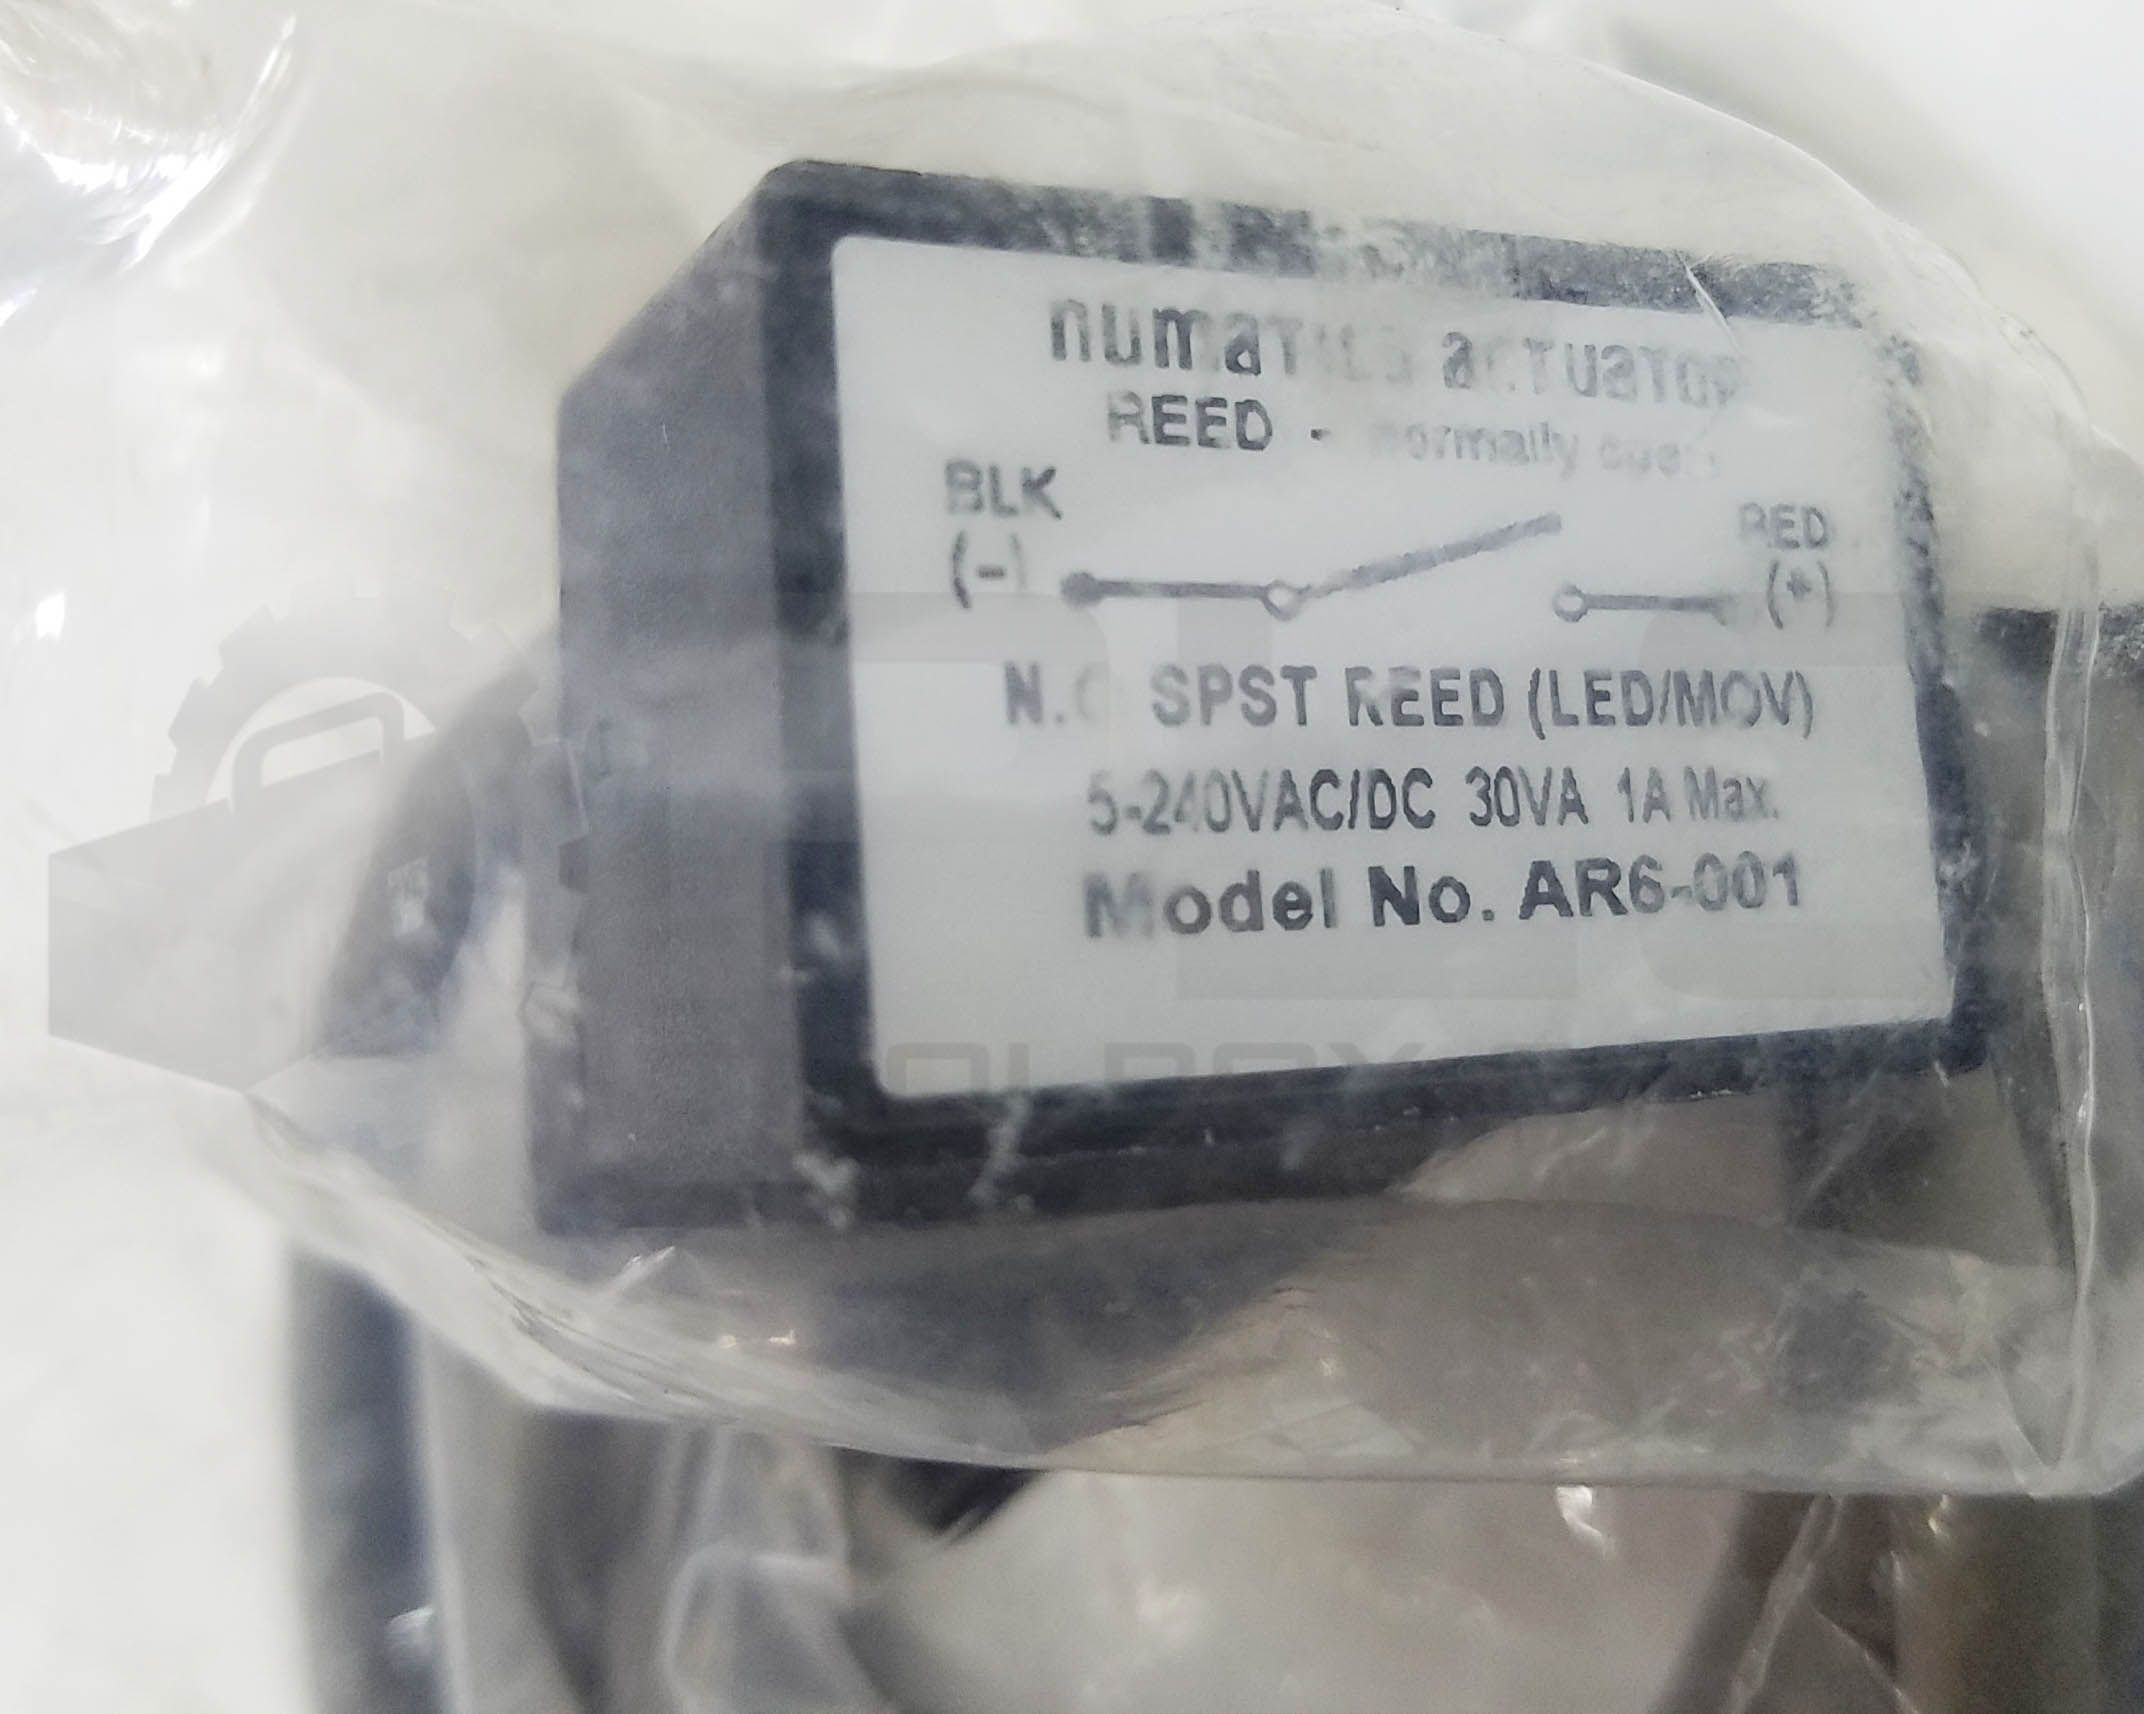 numatics actuator
REED - normally open
BLK
RED
(-)
(+)
N.O. SPST REED (LED/MOV)
5-240VAC/DC 30VA 1A Max.
Model No. AR6-001